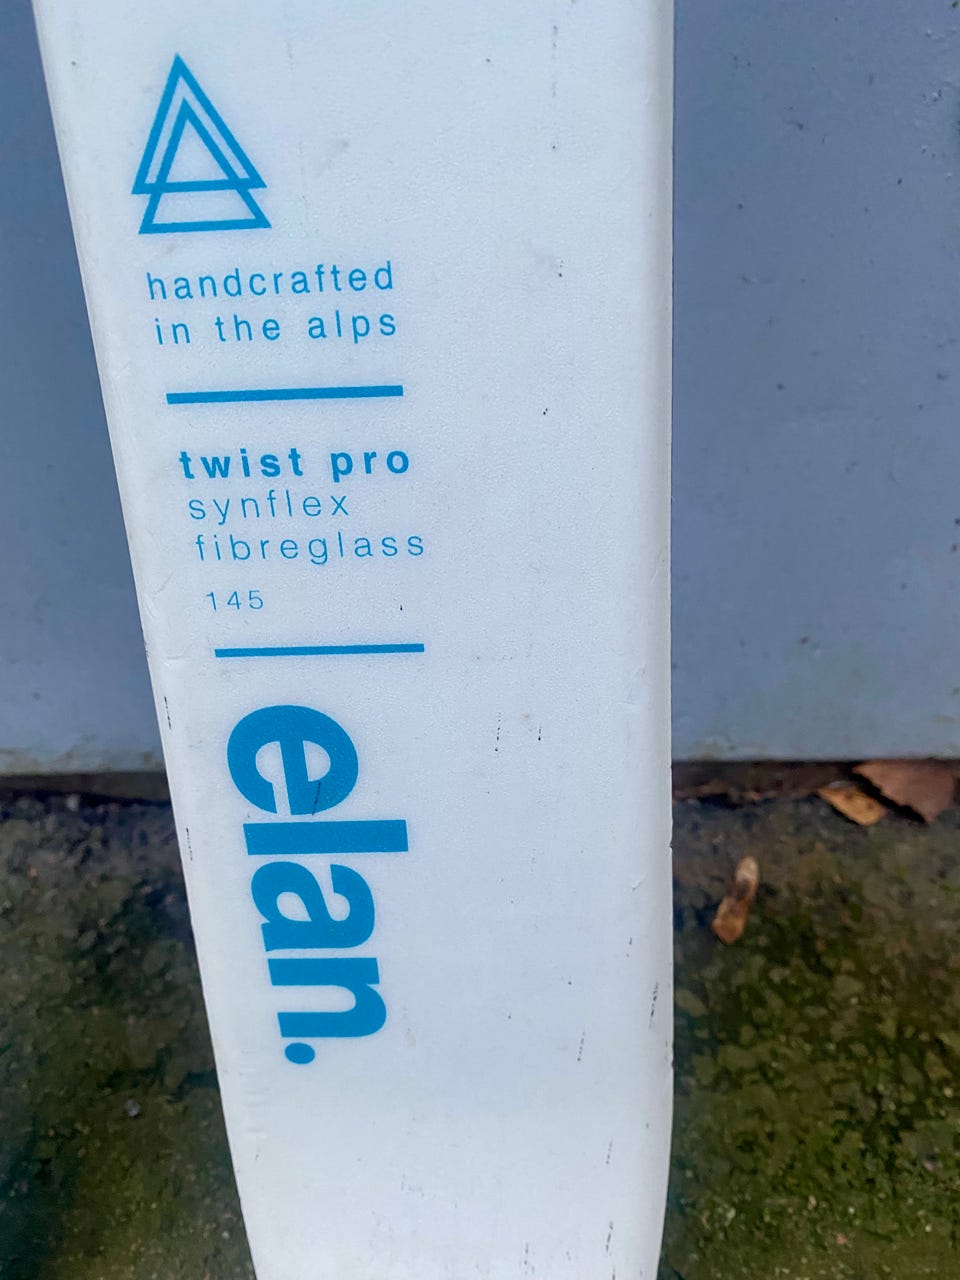 handcrafted
in the alps
twist pro
synflex
fibreglass
145
elan.